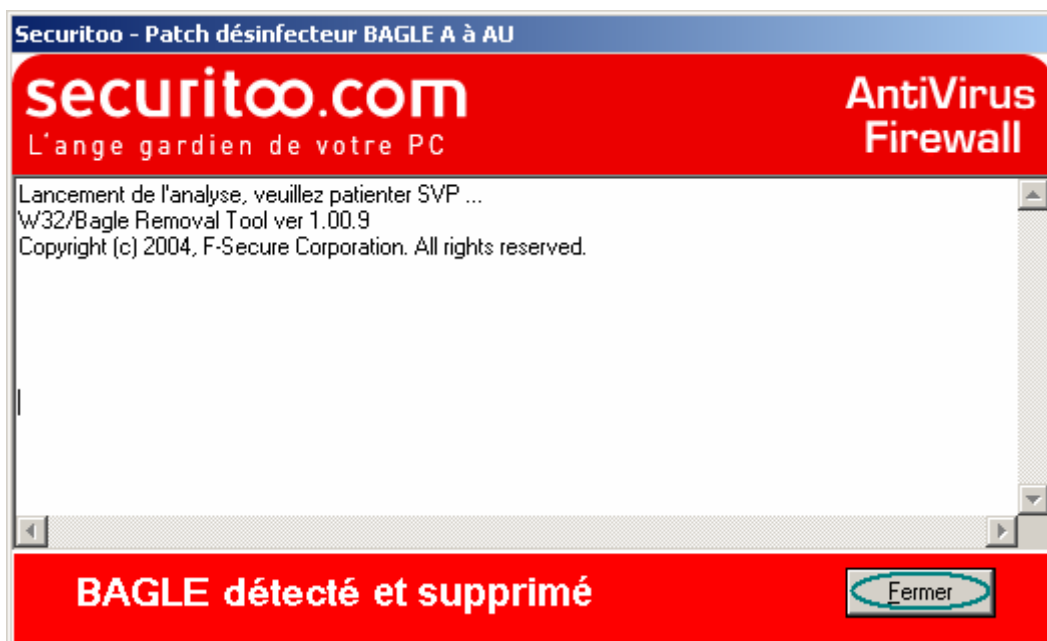 Securitoo - Patch désinfecteur BAGLE A à AU
securitoo.com
L'ange gardien de votre PC
AntiVirus
Firewall
Lancement de l'analyse, veuillez patienter SVP ...
W32/Bagle Removal Tool ver 1.00.9
Copyright (c) 2004, F-Secure Corporation. All rights reserved.
BAGLE détecté et supprimé
Fermer